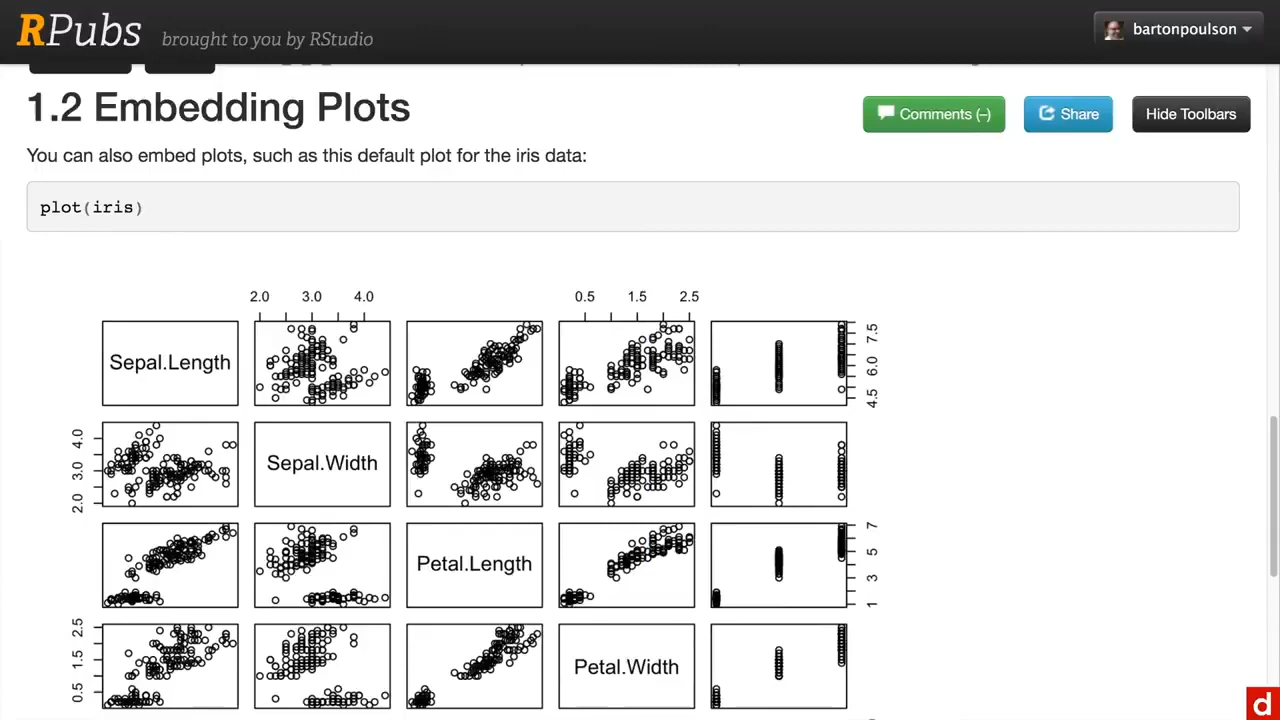 RPubs brought to you by RStudio
bartonpoulson
1.2 Embedding Plots
Comments (–)
Share
Hide Toolbars
You can also embed plots, such as this default plot for the iris data:
plot(iris)
2.0 3.0 4.0
0.5 1.5 2.5
Sepal.Length
4.5 6.0 7.5
2.0 3.0 4.0
Sepal.Width
Petal.Length
1 3 5 7
0.5 1.5 2.5
Petal.Width
d